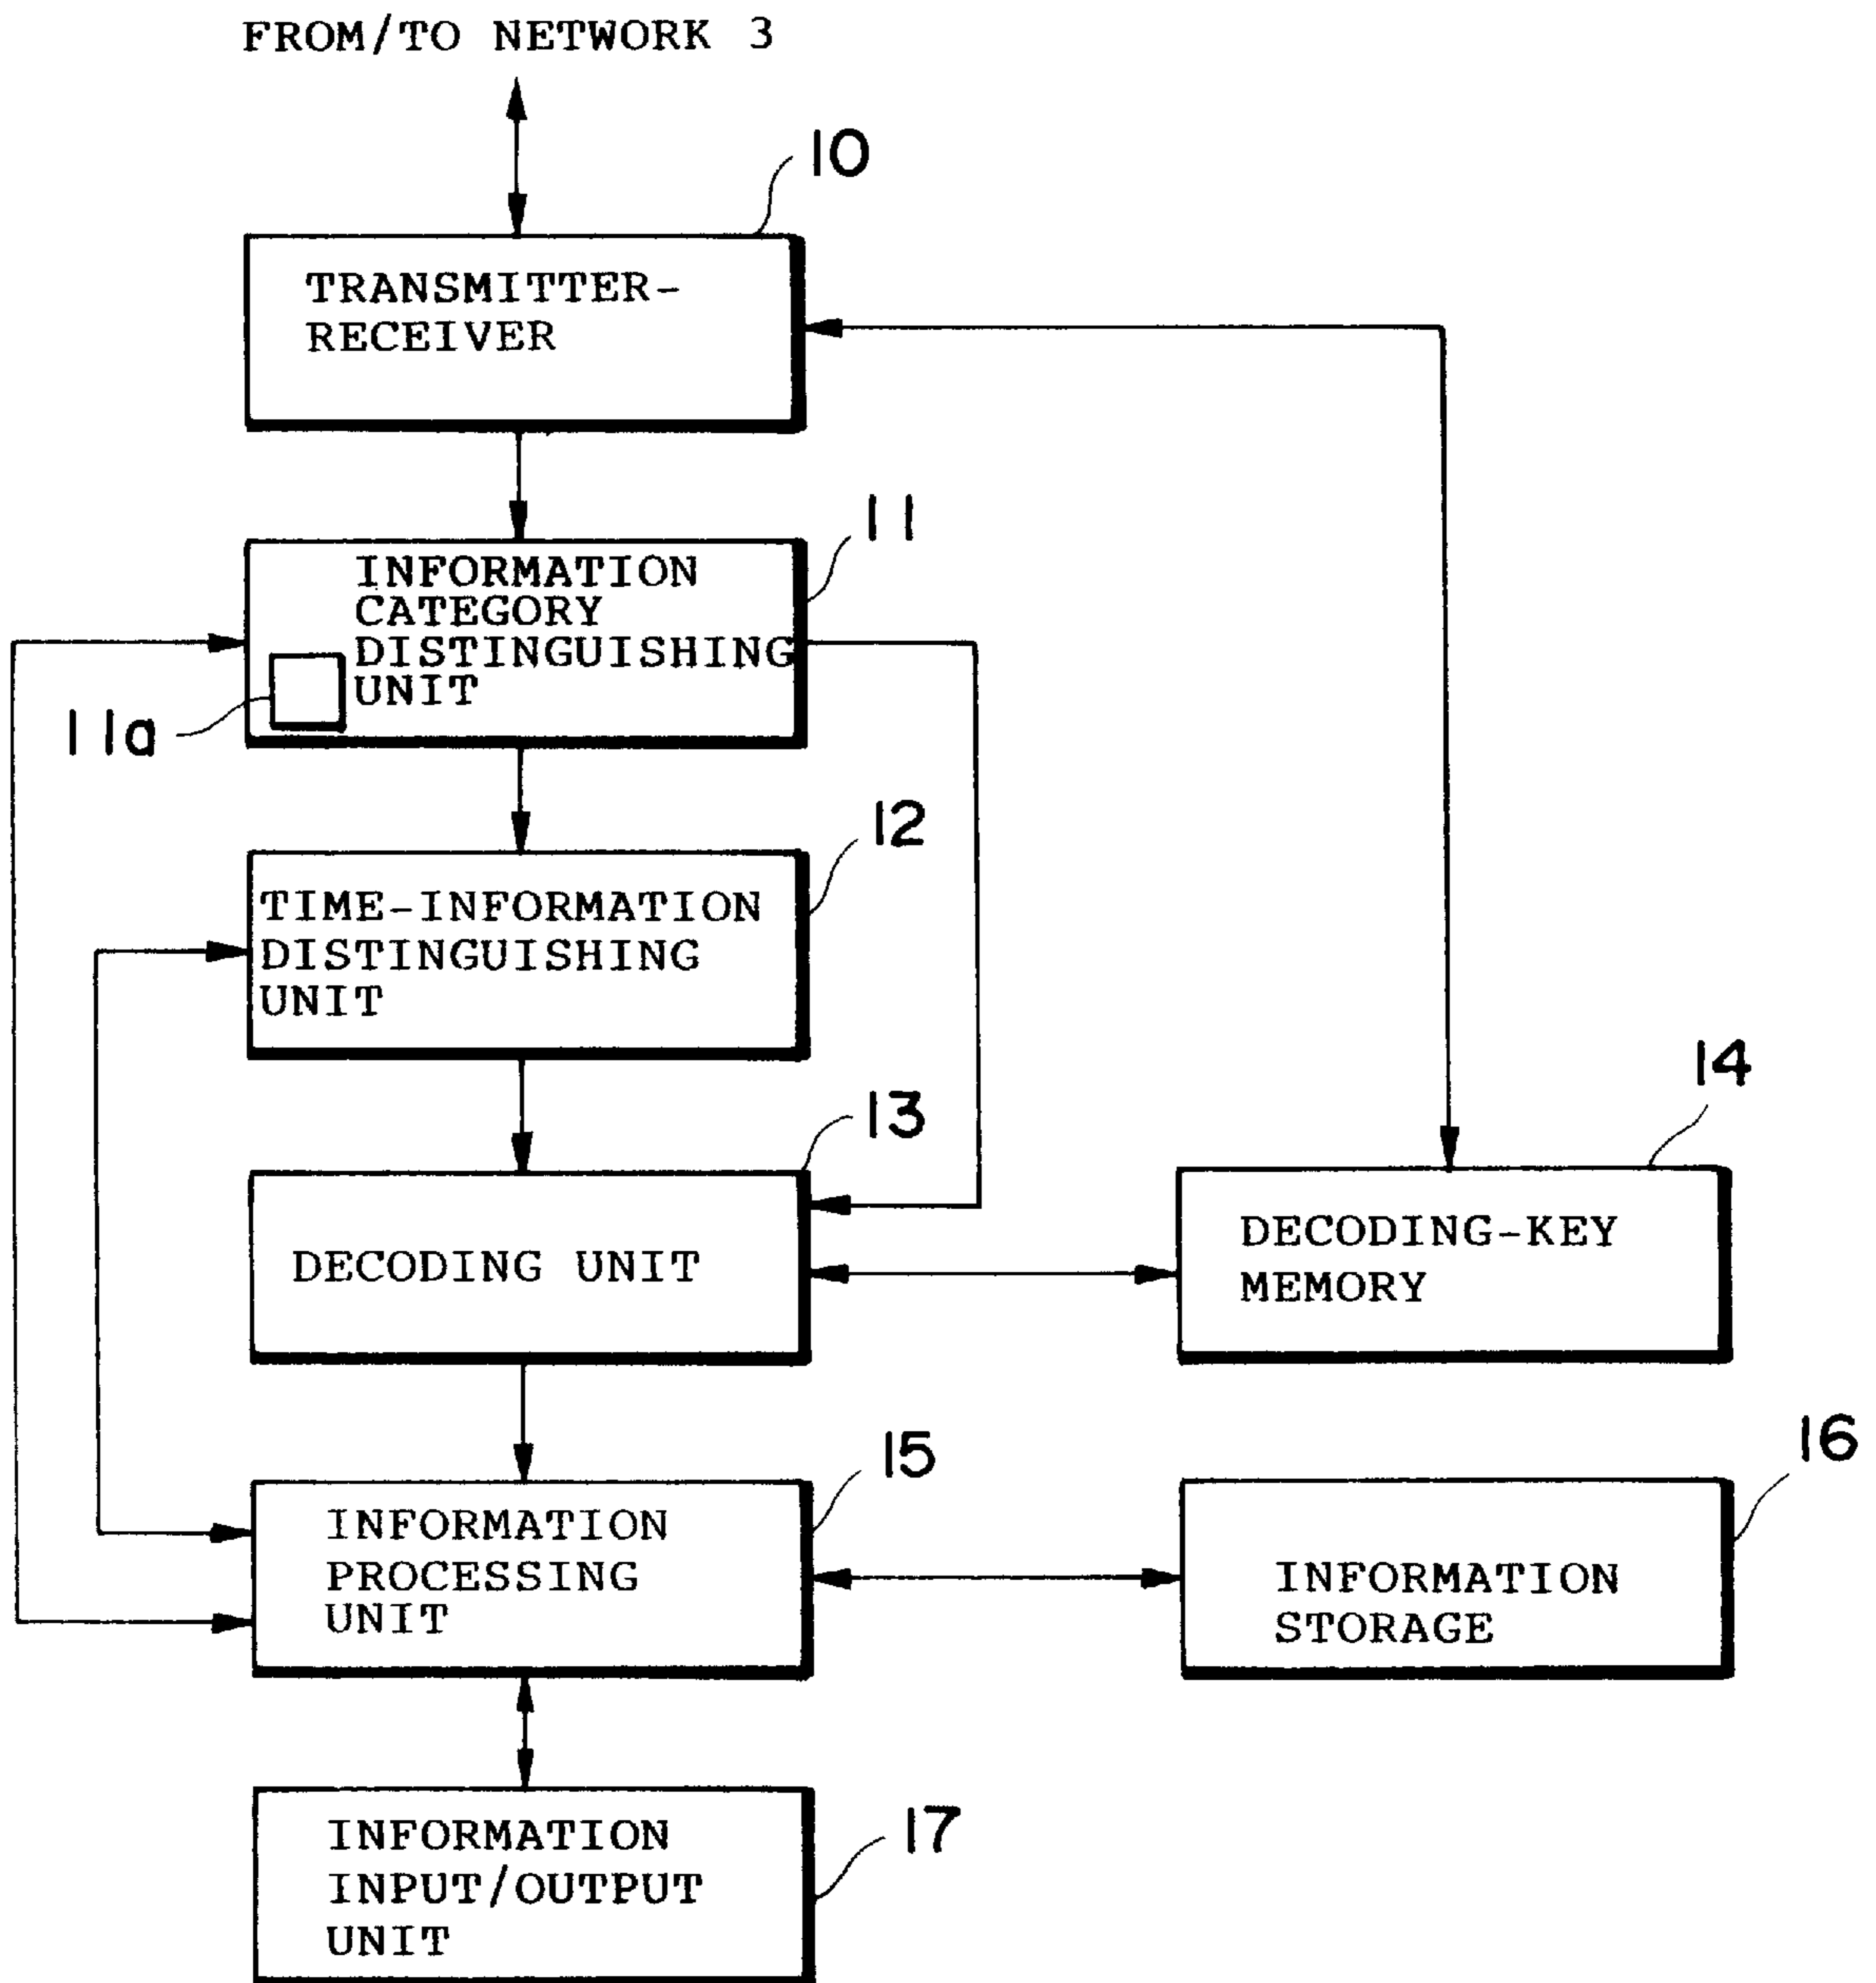 FROM/TO NETWORK 3
10
TRANSMITTER-
RECEIVER
11
INFORMATION
CATEGORY
DISTINGUISHING
UNIT
11a
12
TIME-INFORMATION
DISTINGUISHING
UNIT
13
14
DECODING UNIT
DECODING-KEY
MEMORY
15
16
INFORMATION
PROCESSING
UNIT
INFORMATION
STORAGE
17
INFORMATION
INPUT/OUTPUT
UNIT